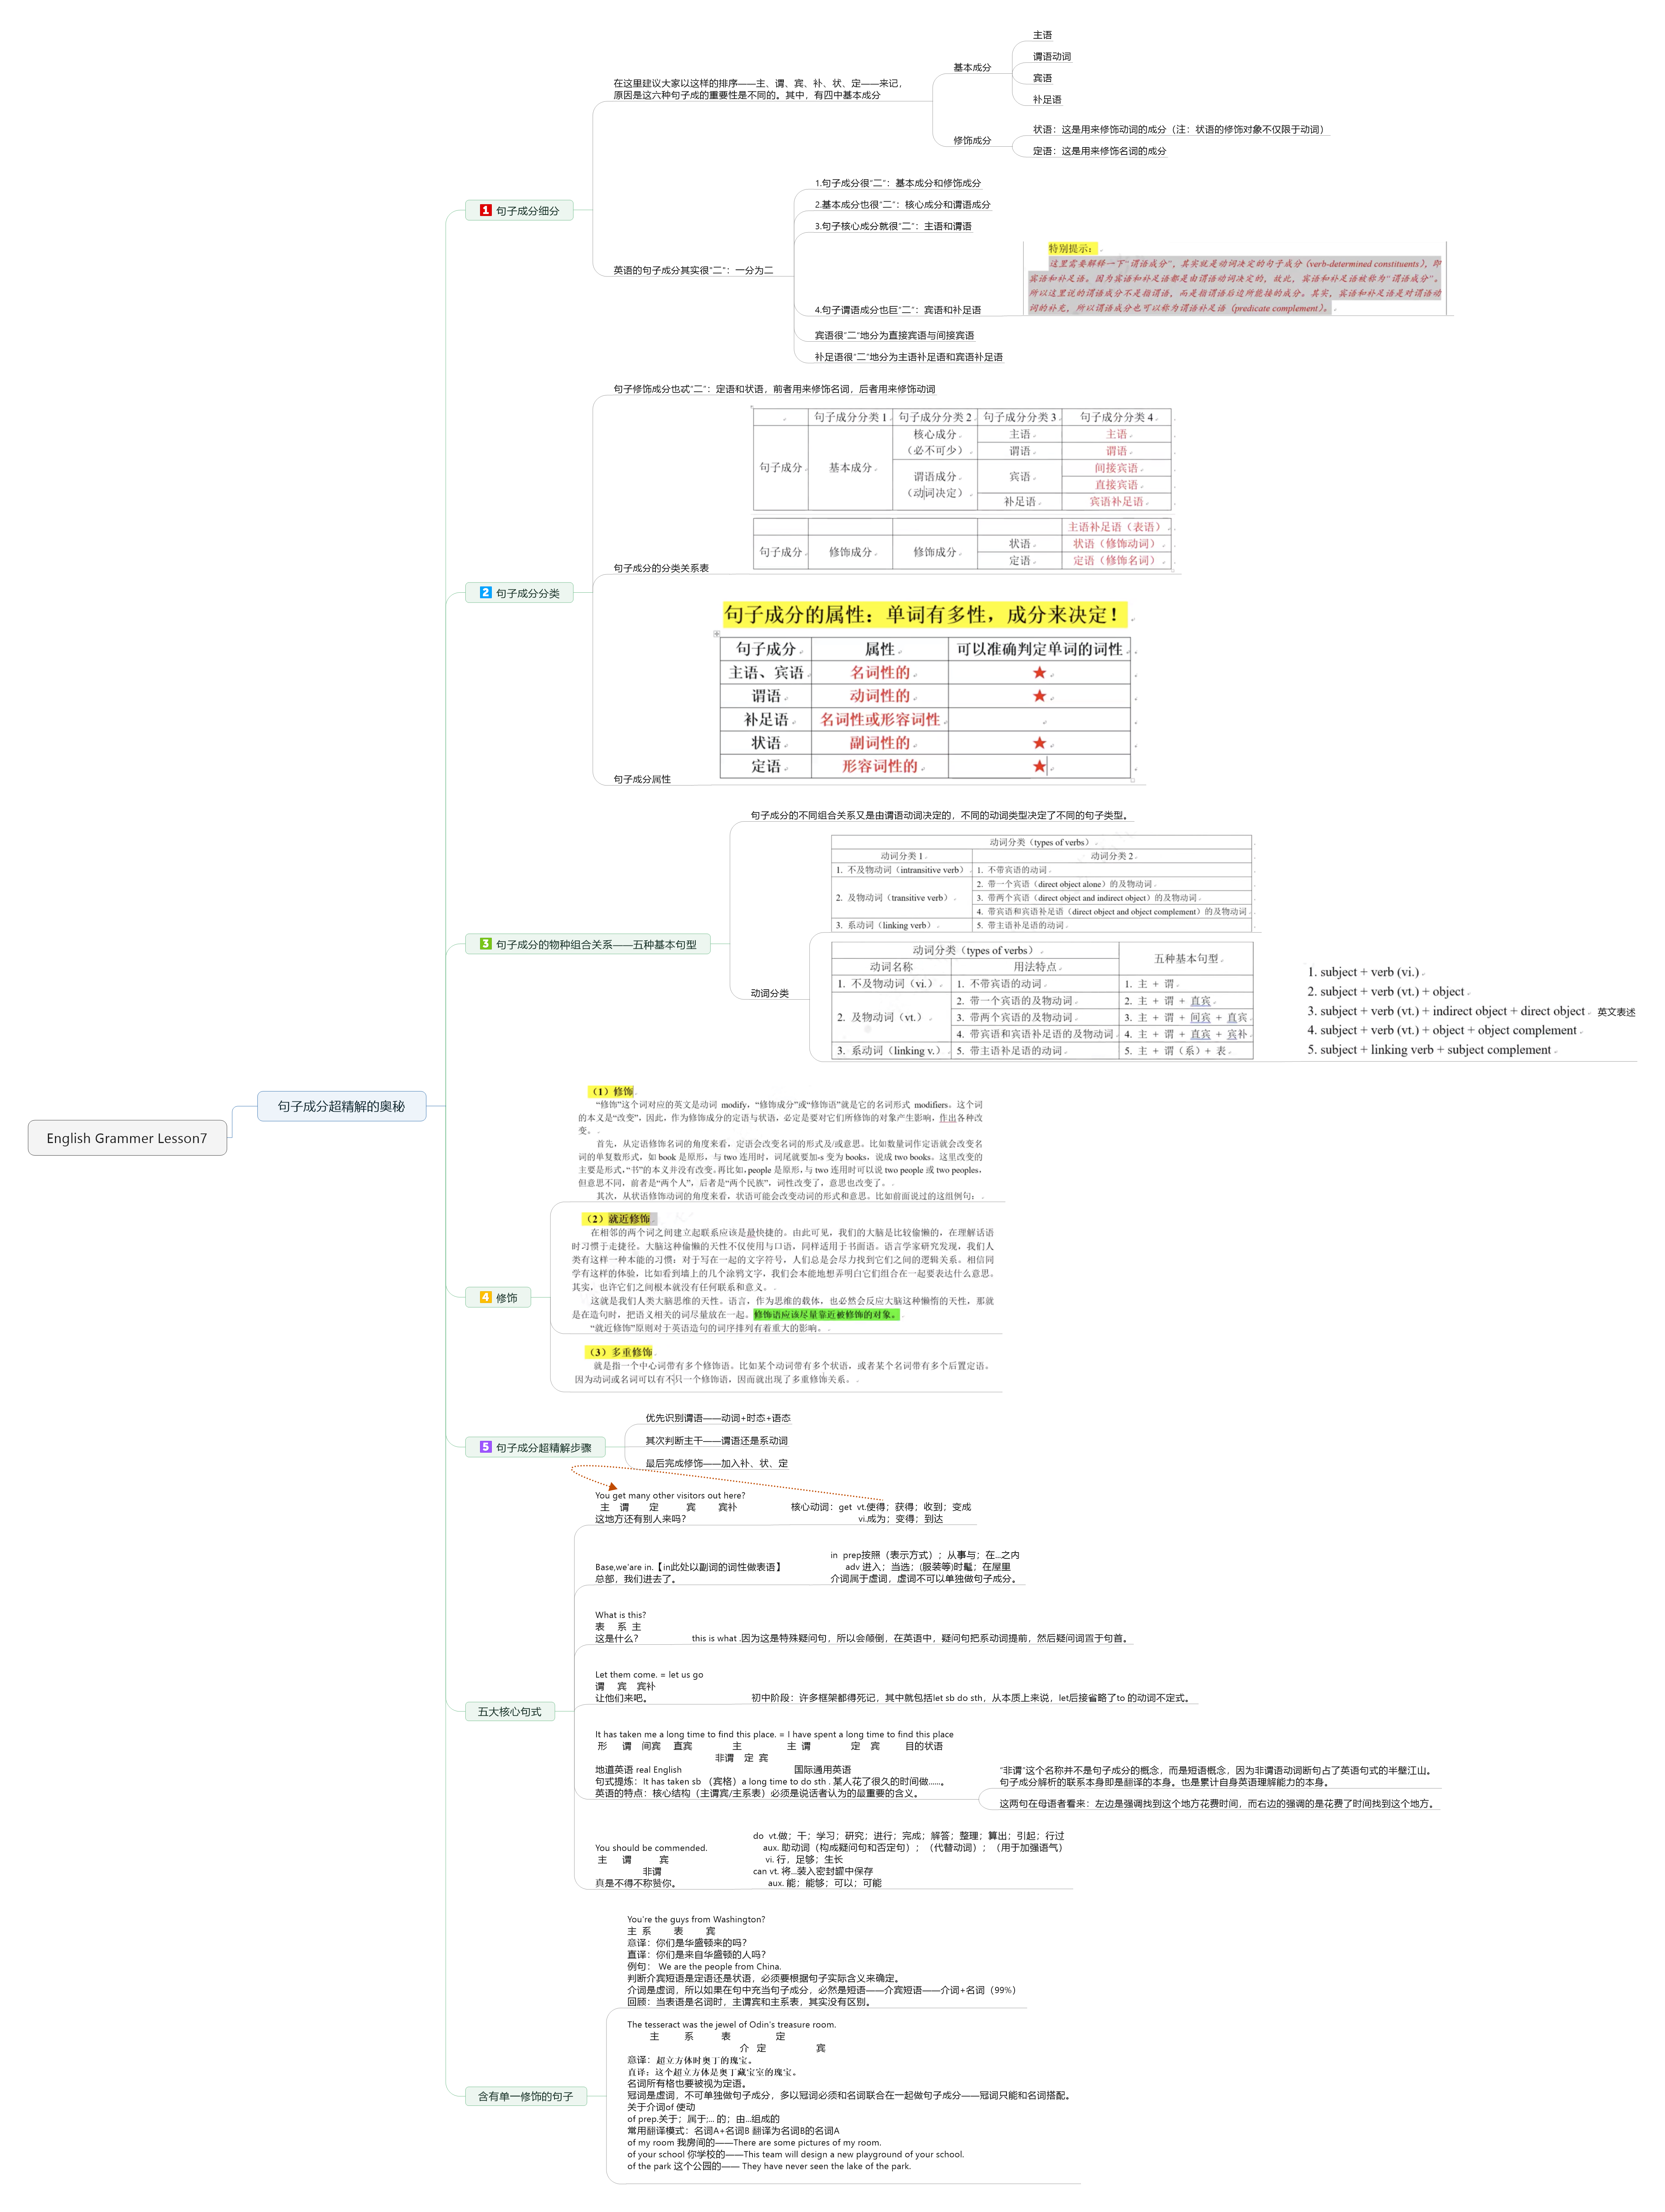 English Grammer Lesson7
句子成分超精解的奥秘
1 句子成分细分
在这里建议大家以这样的排序——主、谓、宾、补、状、定——来记，
原因是这六种句子成的重要性是不同的。其中，有四中基本成分
基本成分
主语
谓语动词
宾语
补足语
修饰成分
状语：这是用来修饰动词的成分（注：状语的修饰对象不仅限于动词）
定语：这是用来修饰名词的成分
英语的句子成分其实很“二”：一分为二
1.句子成分很“二”：基本成分和修饰成分
2.基本成分也很“二”：核心成分和谓语成分
3.句子核心成分就很“二”：主语和谓语
4.句子谓语成分也巨“二”：宾语和补足语
特别提示：
这里需要解释一下“谓语成分”，其实就是动词决定的句子成分（verb-determined constituents），即
宾语和补足语。因为宾语和补足语都是由谓语动词决定的，故此，宾语和补足语被称为“谓语成分”。
所以这里说的谓语成分不是指谓语，而是指谓语后边所能接的成分。其实，宾语和补足语是对谓语动
词的补充，所以谓语成分也可以称为谓语补足语（predicate complement）。
宾语很“二”地分为直接宾语与间接宾语
补足语很“二”地分为主语补足语和宾语补足语
2 句子成分分类
句子修饰成分也忒“二”：定语和状语，前者用来修饰名词，后者用来修饰动词
句子成分的分类关系表
句子成分分类 1 句子成分分类 2 句子成分分类 3 句子成分分类 4
句子成分 基本成分 核心成分（必不可少） 主语 主语
谓语 谓语
谓语成分（动词决定） 宾语 间接宾语
直接宾语
补足语 宾语补足语
主语补足语（表语）
句子成分 修饰成分 修饰成分 状语 状语（修饰动词）
定语 定语（修饰名词）
句子成分属性
句子成分的属性：单词有多性，成分来决定！
句子成分 属性 可以准确判定单词的词性
主语、宾语 名词性的 ★
谓语 动词性的 ★
补足语 名词性或形容词性
状语 副词性的 ★
定语 形容词性的 ★
3 句子成分的物种组合关系——五种基本句型
句子成分的不同组合关系又是由谓语动词决定的，不同的动词类型决定了不同的句子类型。
动词分类
动词分类（types of verbs）
动词分类 1 动词分类 2
1. 不及物动词（intransitive verb） 1. 不带宾语的动词
2. 及物动词（transitive verb） 2. 带一个宾语（direct object alone）的及物动词
3. 带两个宾语（direct object and indirect object）的及物动词
4. 带宾语和宾语补足语（direct object and object complement）的及物动词
3. 系动词（linking verb） 5. 带主语补足语的动词
动词分类（types of verbs） 五种基本句型
动词名称 用法特点
1. 不及物动词（vi.） 1. 不带宾语的动词 1. 主 + 谓
2. 及物动词（vt.） 2. 带一个宾语的及物动词 2. 主 + 谓 + 直宾
3. 带两个宾语的及物动词 3. 主 + 谓 + 间宾 + 直宾
4. 带宾语和宾语补足语的及物动词 4. 主 + 谓 + 直宾 + 宾补
3. 系动词（linking v.） 5. 带主语补足语的动词 5. 主 + 谓（系）+ 表
1. subject + verb (vi.)
2. subject + verb (vt.) + object
3. subject + verb (vt.) + indirect object + direct object
4. subject + verb (vt.) + object + object complement
5. subject + linking verb + subject complement
英文表述
4 修饰
（1）修饰
“修饰”这个词对应的英文是动词 modify，“修饰成分”或“修饰语”就是它的名词形式 modifiers。这个词
的本义是“改变”，因此，作为修饰成分的定语与状语，必定是要对它们所修饰的对象产生影响，作出各种改
变。
首先，从定语修饰名词的角度来看，定语会改变名词的形式及/或意思。比如数量词作定语就会改变名
词的单复数形式，如 book 是原形，与 two 连用时，词尾就要加-s 变为 books，说成 two books。这里改变的
主要是形式，“书”的本义并没有改变。再比如，people 是原形，与 two 连用时可以说 two people 或 two peoples，
但意思不同，前者是“两个人”，后者是“两个民族”，词性改变了，意思也改变了。
其次，从状语修饰动词的角度来看，状语可能会改变动词的形式和意思。比如前面说过的这组例句：
（2）就近修饰
在相邻的两个词之间建立起联系应该是最快捷的。由此可见，我们的大脑是比较偷懒的，在理解话语
时习惯于走捷径。大脑这种偷懒的天性不仅使用与口语，同样适用于书面语。语言学家研究发现，我们人
类有这样一种本能的习惯：对于写在一起的文字符号，人们总是会尽力找到它们之间的逻辑关系。相信同
学有这样的体验，比如看到墙上的几个涂鸦文字，我们会本能地想弄明白它们组合在一起要表达什么意思。
其实，也许它们之间根本就没有任何联系和意义。
这就是我们人类大脑思维的天性。语言，作为思维的载体，也必然会反应大脑这种懒惰的天性，那就
是在造句时，把语义相关的词尽量放在一起。修饰语应该尽量靠近被修饰的对象。
“就近修饰”原则对于英语造句的词序排列有着重大的影响。
（3）多重修饰
就是指一个中心词带有多个修饰语。比如某个动词带有多个状语，或者某个名词带有多个后置定语。
因为动词或名词可以有不只一个修饰语，因而就出现了多重修饰关系。
5 句子成分超精解步骤
优先识别谓语——动词+时态+语态
其次判断主干——谓语还是系动词
最后完成修饰——加入补、状、定
五大核心句式
You get many other visitors out here?
主 谓 定 宾 宾补
这地方还有别人来吗？
核心动词：get vt.使得；获得；收到；变成
vi.成为；变得；到达
Base,we'are in.【in此处以副词的词性做表语】
总部，我们进去了。
in prep按照（表示方式）；从事与；在...之内
adv 进入；当选；（服装等)时髦；在屋里
介词属于虚词，虚词不可以单独做句子成分。
What is this?
表 系 主
这是什么？
this is what .因为这是特殊疑问句，所以会颠倒，在英语中，疑问句把系动词提前，然后疑问词置于句首。
Let them come. = let us go
谓 宾 宾补
让他们来吧。
初中阶段：许多框架都得死记，其中就包括let sb do sth，从本质上来说，let后接省略了to 的动词不定式。
It has taken me a long time to find this place. = I have spent a long time to find this place
形 谓 间宾 直宾 主 主 谓 定 宾 目的状语
非谓 定 宾
地道英语 real English 国际通用英语
句式提炼：It has taken sb （宾格）a long time to do sth . 某人花了很久的时间做......。
英语的特点：核心结构（主谓宾/主系表）必须是说话者认为的最重要的含义。
“非谓”这个名称并不是句子成分的概念，而是短语概念，因为非谓语动词断句占了英语句式的半壁江山。
句子成分解析的联系本身即是翻译的本身。也是累计自身英语理解能力的本身。
这两句在母语者看来：左边是强调找到这个地方花费时间，而右边的强调的是花费了时间找到这个地方。
You should be commended.
主 谓 宾
非谓
真是不得不称赞你。
do vt.做；干；学习；研究；进行；完成；解答；整理；算出；引起；行过
aux. 助动词（构成疑问句和否定句）；（代替动词）；（用于加强语气）
vi. 行，足够；生长
can vt. 将...装入密封罐中保存
aux. 能；能够；可以；可能
含有单一修饰的句子
You're the guys from Washington?
主 系 表 宾
意译：你们是华盛顿来的吗？
直译：你们是来自华盛顿的人吗？
例句： We are the people from China.
判断介宾短语是定语还是状语，必须要根据句子实际含义来确定。
介词是虚词，所以如果在句中充当句子成分，必然是短语——介宾短语——介词+名词（99%）
回顾：当表语是名词时，主谓宾和主系表，其实没有区别。
The tesseract was the jewel of Odin's treasure room.
主 系 表 定
介 定 宾
意译：超立方体时奥丁的瑰宝。
直译：这个超立方体是奥丁藏宝室的瑰宝。
名词所有格也要被视为定语。
冠词是虚词，不可单独做句子成分，多以冠词必须和名词联合在一起做句子成分——冠词只能和名词搭配。
关于介词of 使动
of prep.关于；属于;... 的；由...组成的
常用翻译模式：名词A+名词B 翻译为名词B的名词A
of my room 我房间的——There are some pictures of my room.
of your school 你学校的——This team will design a new playground of your school.
of the park 这个公园的—— They have never seen the lake of the park.